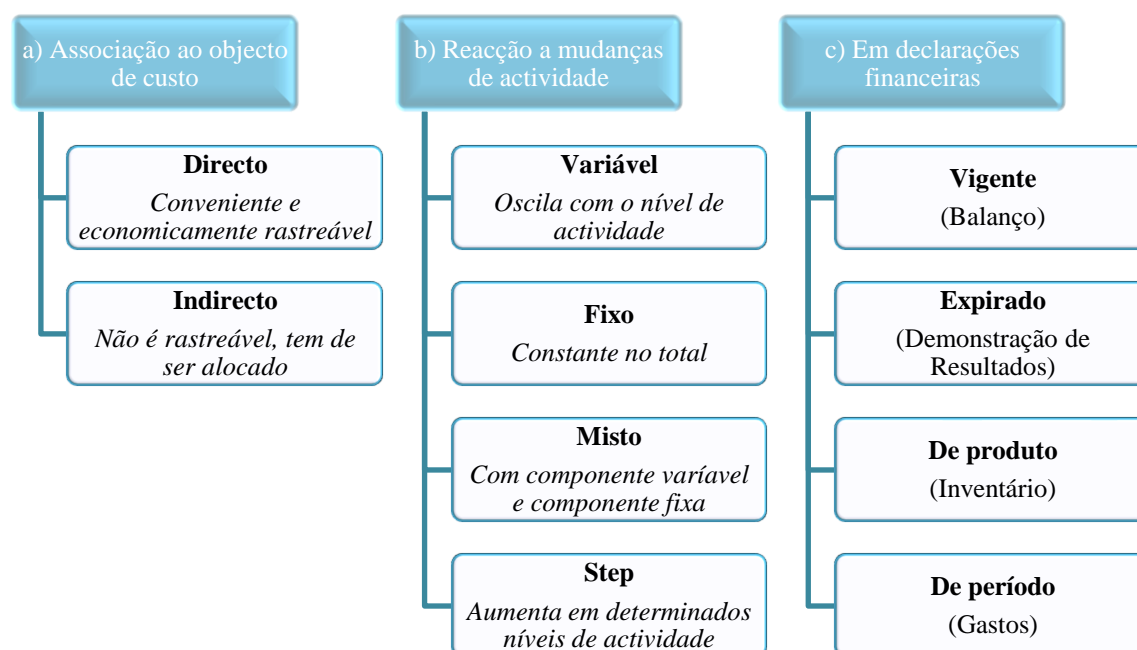 a) Associação ao objecto
de custo
Directo
Conveniente e
economicamente rastreável
Indirecto
Não é rastreável, tem de
ser alocado
b) Reacção a mudanças
de actividade
Variável
Oscila com o nível de
actividade
Fixo
Constante no total
Misto
Com componente varíavel
e componente fixa
Step
Aumenta em determinados
níveis de actividade
c) Em declarações
financeiras
Vigente
(Balanço)
Expirado
(Demonstração de
Resultados)
De produto
(Inventário)
De período
(Gastos)